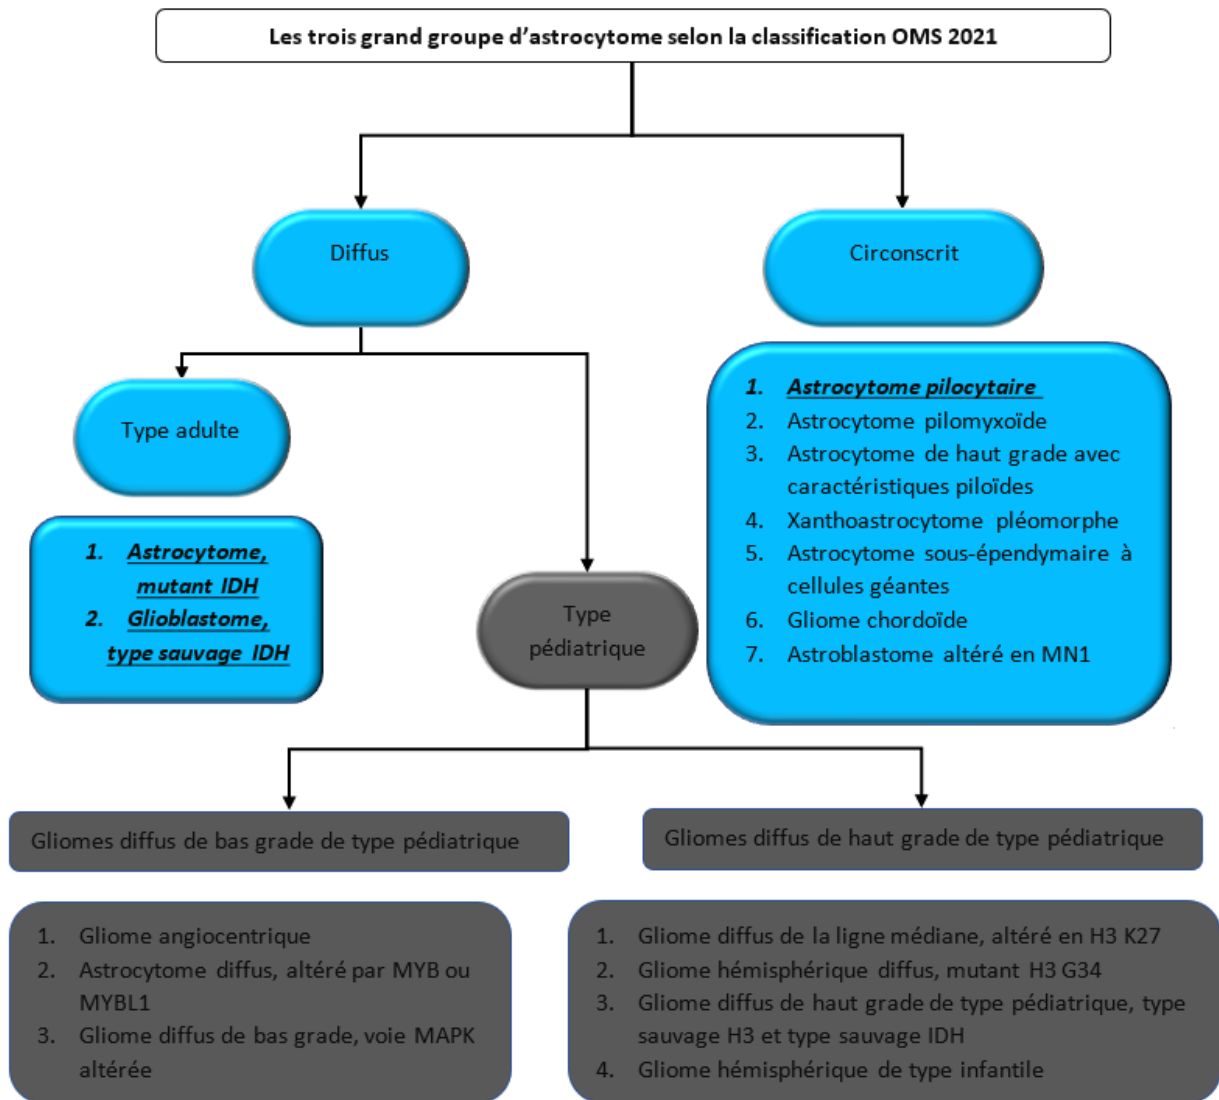 Les trois grand groupe d’astrocytome selon la classification OMS 2021
Diffus
Circonscrit
Type adulte
1. Astrocytome,
mutant IDH
2. Glioblastome,
type sauvage IDH
Type
pédiatrique
1. Astrocytome pilocytaire
2. Astrocytome pilomyxoïde
3. Astrocytome de haut grade avec
caractéristiques piloïdes
4. Xanthoastrocytome pléomorphe
5. Astrocytome sous-épendymaire à
cellules géantes
6. Gliome chordoïde
7. Astroblastome altéré en MN1
Gliomes diffus de bas grade de type pédiatrique
Gliomes diffus de haut grade de type pédiatrique
1. Gliome angiocentrique
2. Astrocytome diffus, altéré par MYB ou
MYBL1
3. Gliome diffus de bas grade, voie MAPK
altérée
1. Gliome diffus de la ligne médiane, altéré en H3 K27
2. Gliome hémisphérique diffus, mutant H3 G34
3. Gliome diffus de haut grade de type pédiatrique, type
sauvage H3 et type sauvage IDH
4. Gliome hémisphérique de type infantile